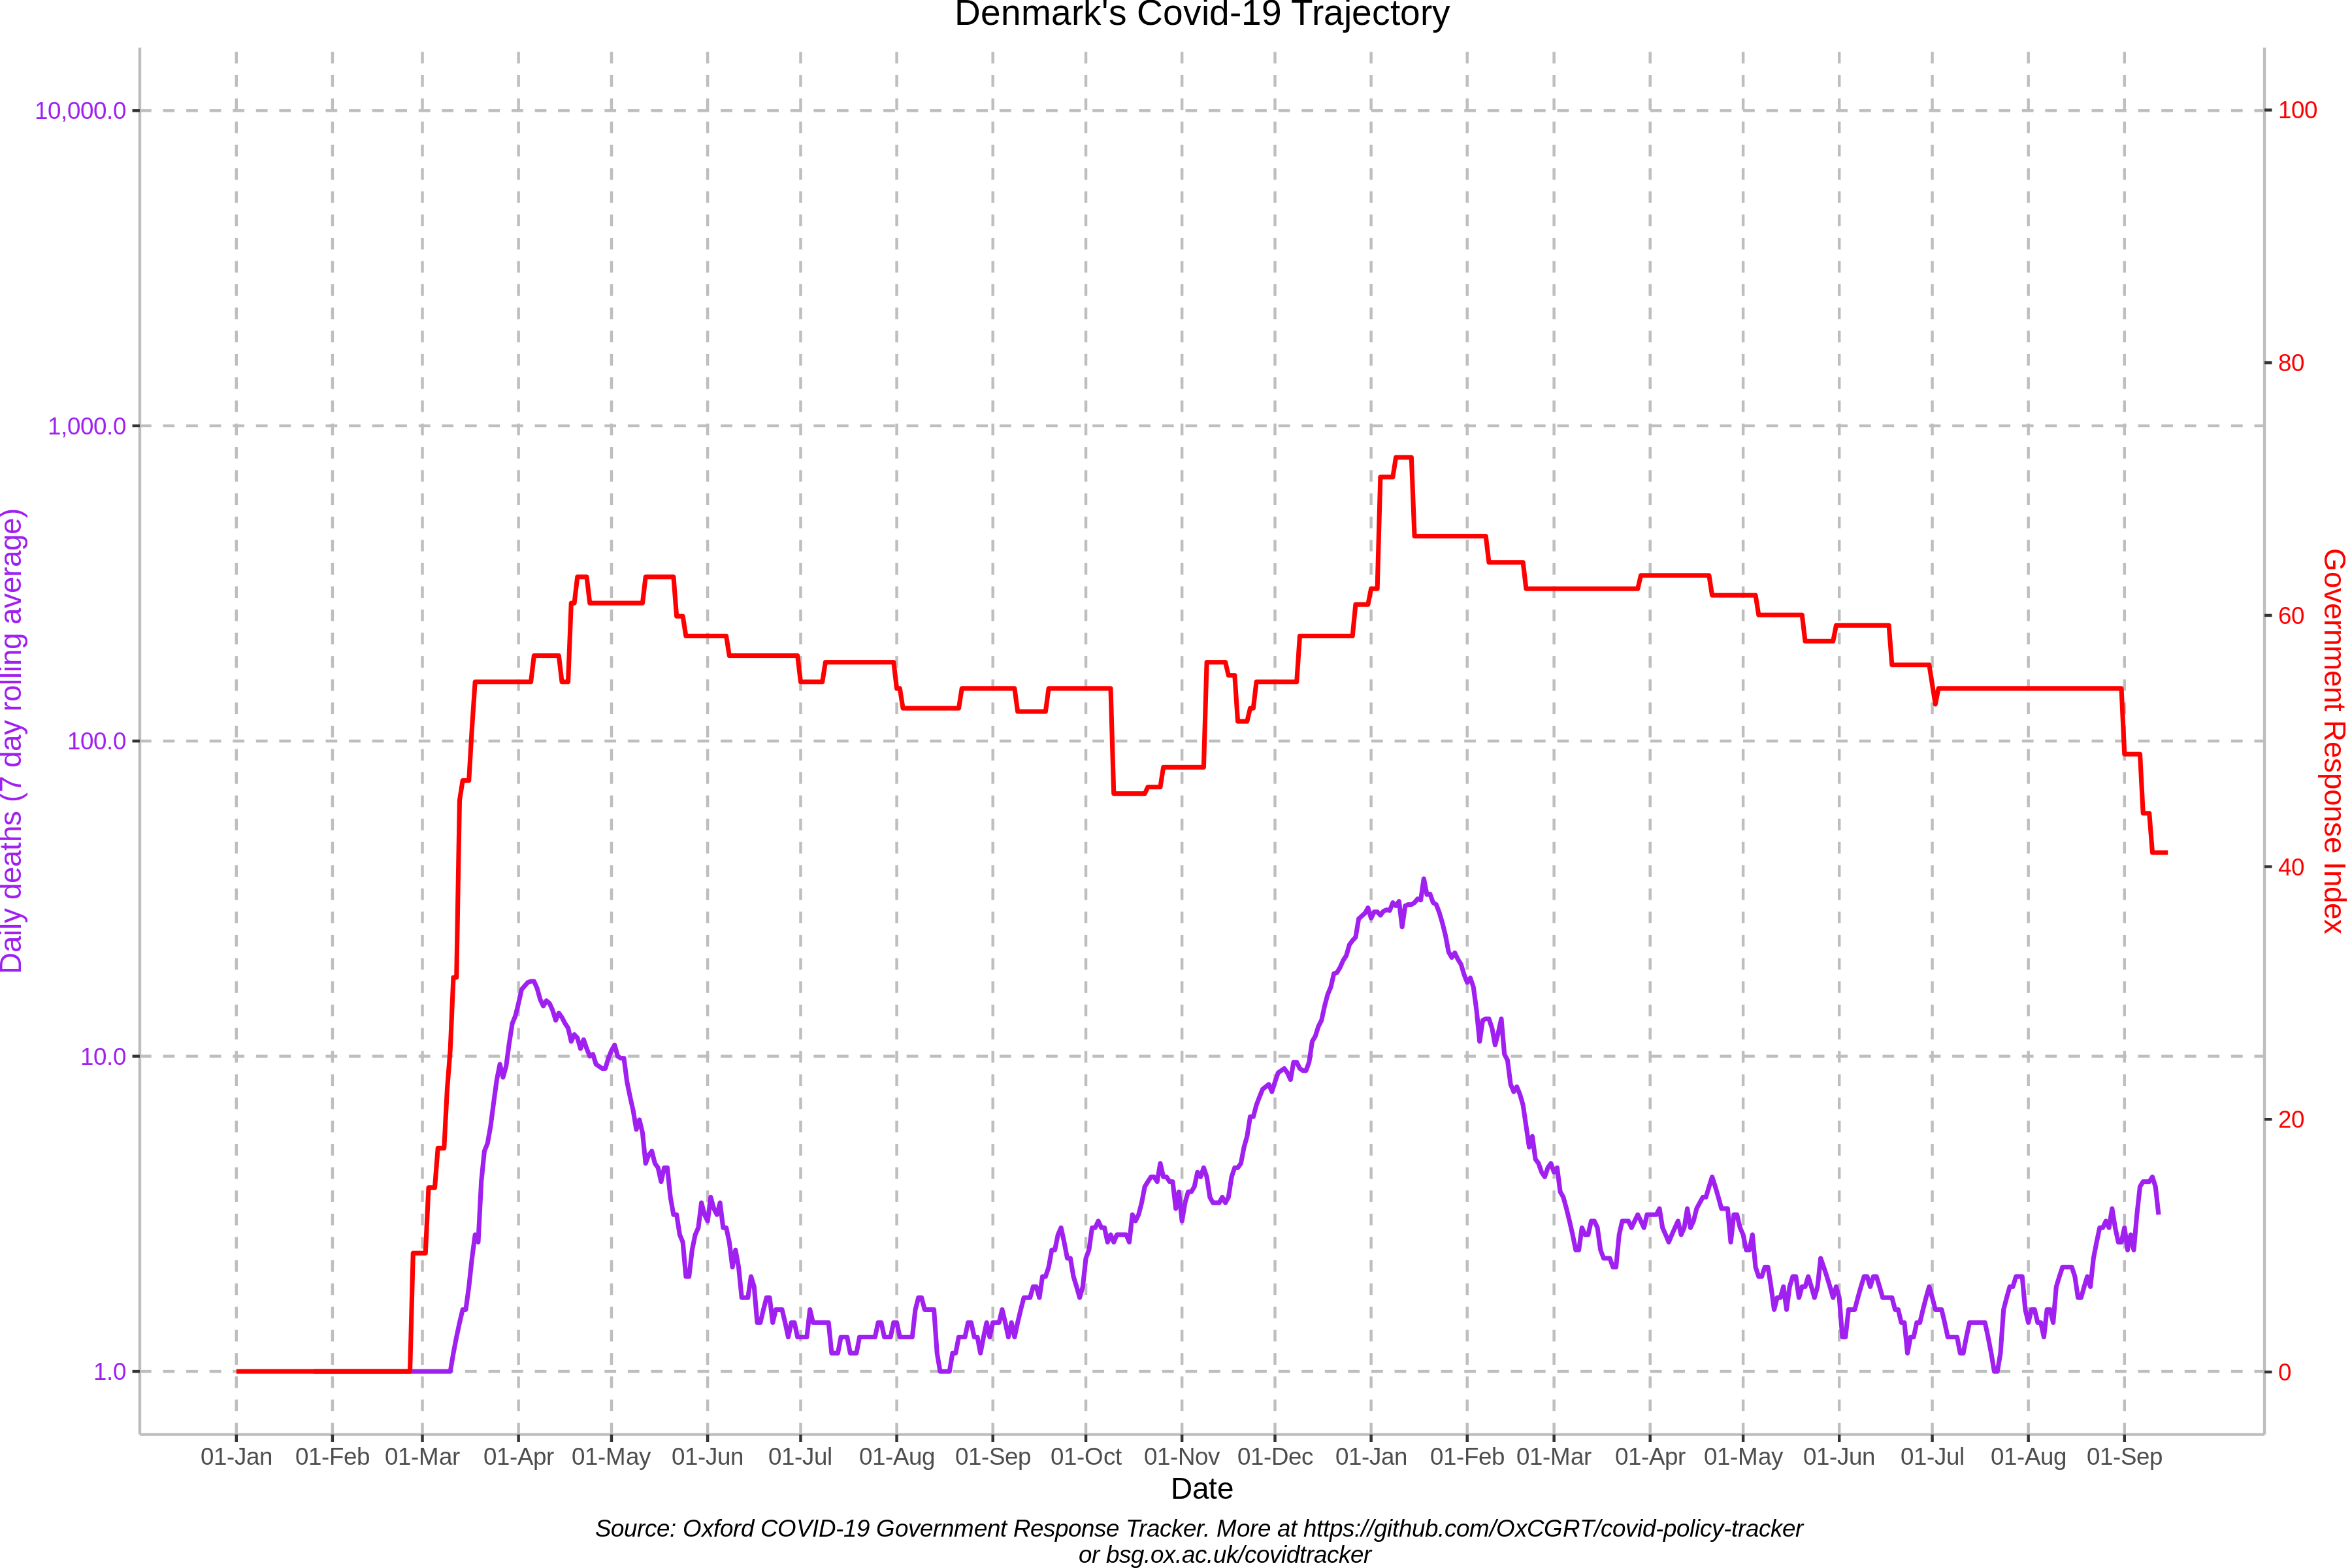 Denmark's Covid-19 Trajectory
10,000.0
1,000.0
100.0
10.0
1.0
Daily deaths (7 day rolling average)
100
80
60
40
20
0
Government Response Index
01-Jan 01-Feb 01-Mar 01-Apr 01-May 01-Jun 01-Jul 01-Aug 01-Sep 01-Oct 01-Nov 01-Dec 01-Jan 01-Feb 01-Mar 01-Apr 01-May 01-Jun 01-Jul 01-Aug 01-Sep
Date
Source: Oxford COVID-19 Government Response Tracker. More at https://github.com/OxCGRT/covid-policy-tracker
or bsg.ox.ac.uk/covidtracker